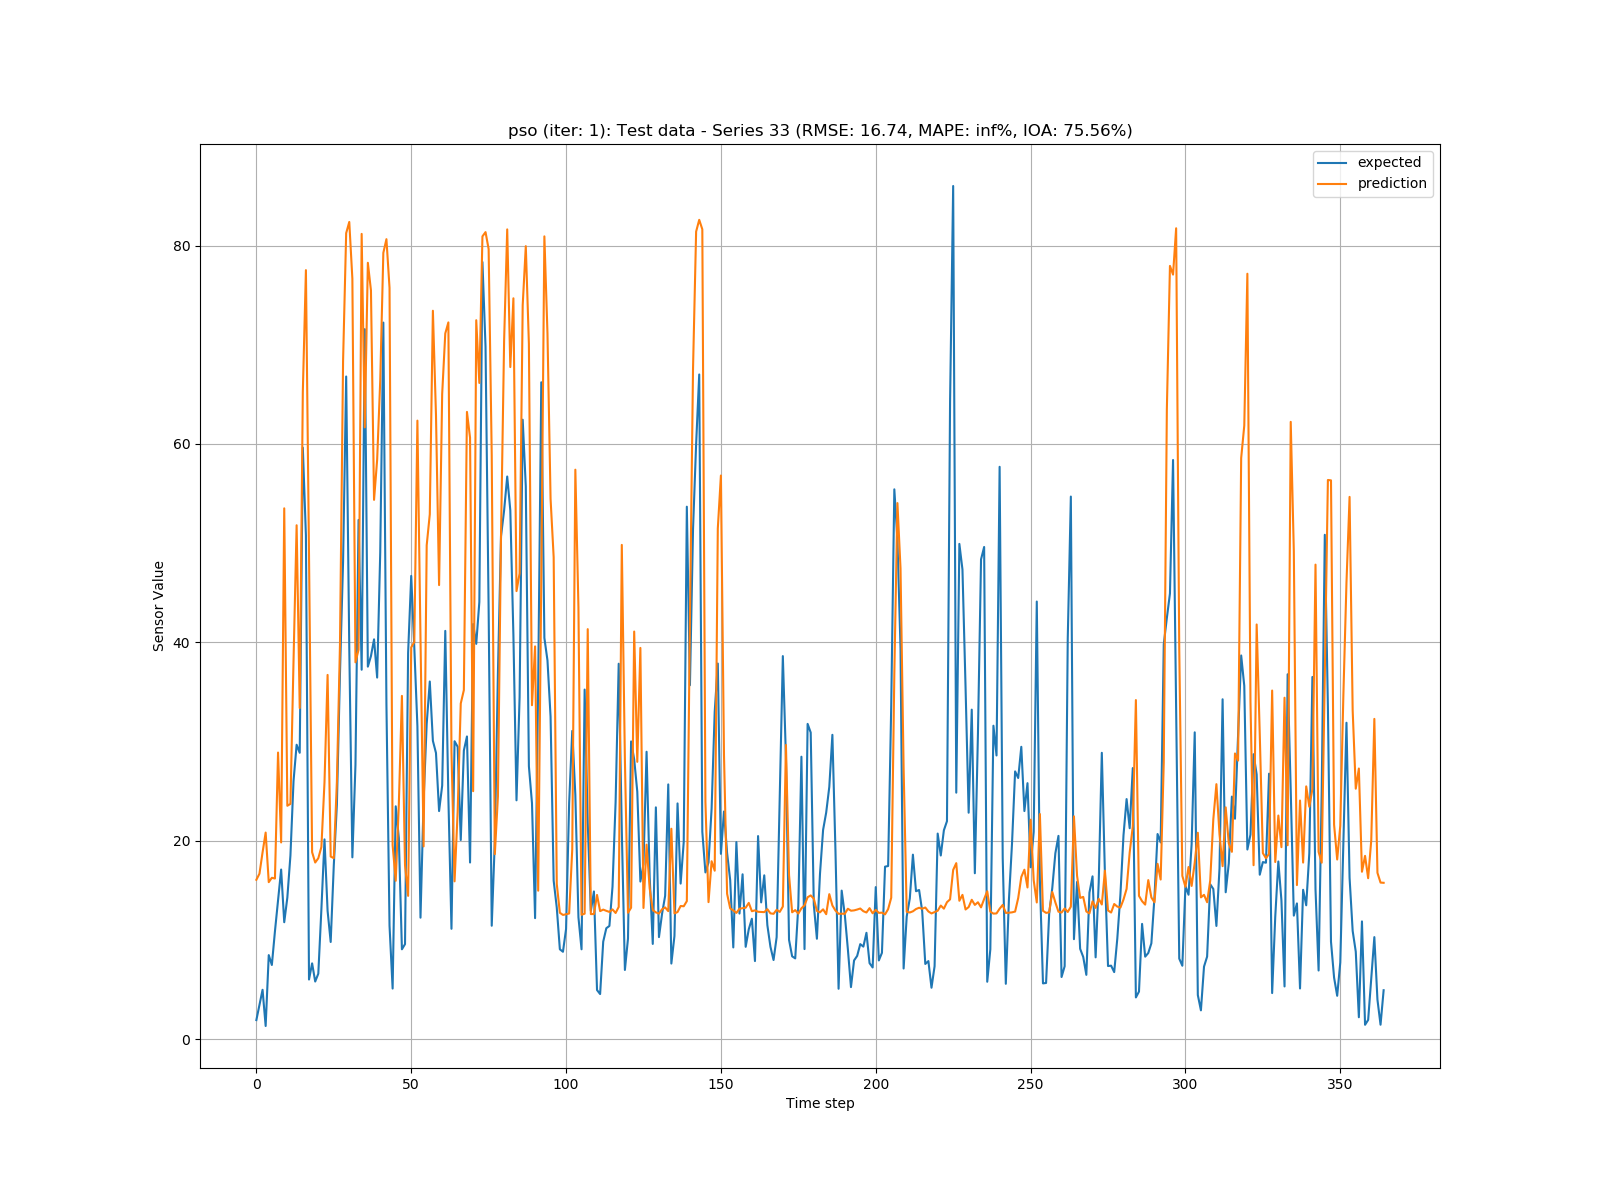 pso (iter: 1): Test data - Series 33 (RMSE: 16.74, MAPE: inf%, IOA: 75.56%)
expected
prediction
80
60
40
20
0
Sensor Value
0 50 100 150 200 250 300 350
Time step